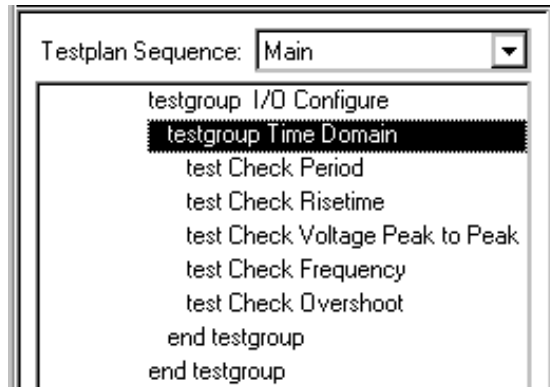 Testplan Sequence: Main
testgroup I/O Configure
testgroup Time Domain
test Check Period
test Check Risetime
test Check Voltage Peak to Peak
test Check Frequency
test Check Overshoot
end testgroup
end testgroup